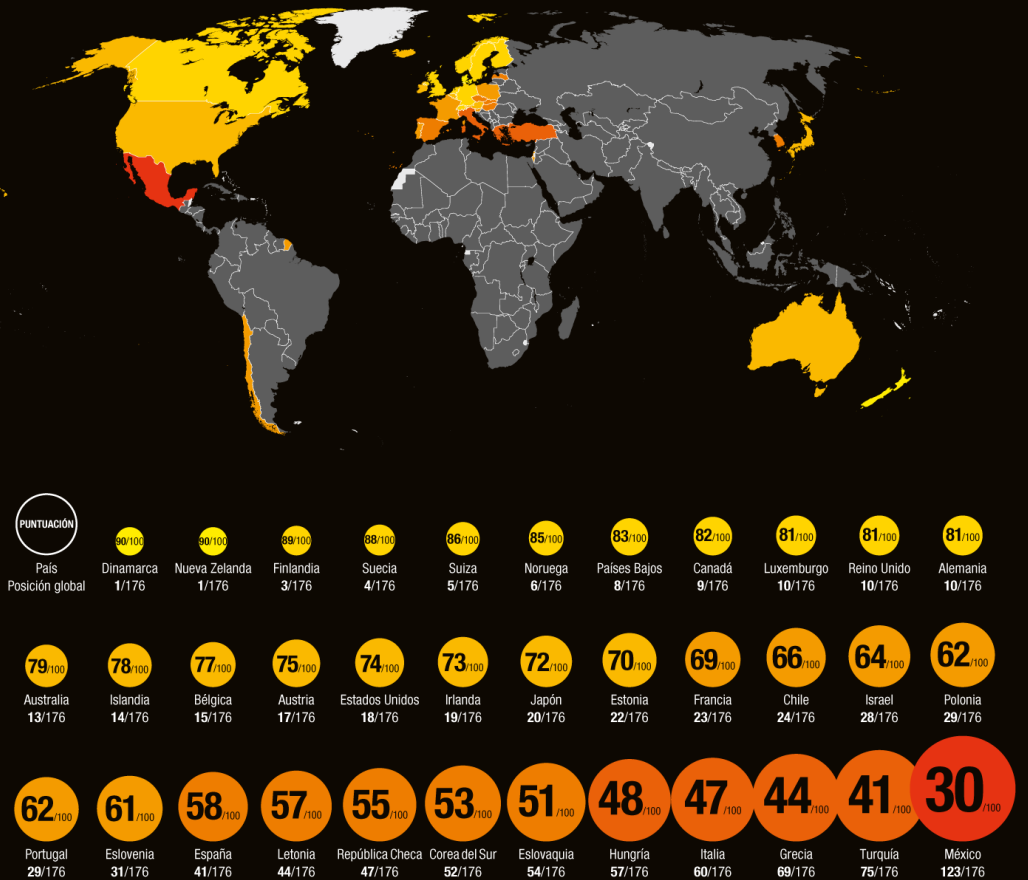 PUNTUACIÓN
País
Posición global
90/100
Dinamarca
1/176
90/100
Nueva Zelanda
1/176
89/100
Finlandia
3/176
88/100
Suecia
4/176
86/100
Suiza
5/176
85/100
Noruega
6/176
83/100
Países Bajos
8/176
82/100
Canadá
9/176
81/100
Luxemburgo
10/176
81/100
Reino Unido
10/176
81/100
Alemania
10/176
79/100
Australia
13/176
78/100
Islandia
14/176
77/100
Bélgica
15/176
75/100
Austria
17/176
74/100
Estados Unidos
18/176
73/100
Irlanda
19/176
72/100
Japón
20/176
70/100
Estonia
22/176
69/100
Francia
23/176
66/100
Chile
24/176
64/100
Israel
28/176
62/100
Polonia
29/176
62/100
Portugal
29/176
61/100
Eslovenia
31/176
58/100
España
41/176
57/100
Letonia
44/176
55/100
República Checa
47/176
53/100
Corea del Sur
52/176
51/100
Eslovaquia
54/176
48/100
Hungría
57/176
47/100
Italia
60/176
44/100
Grecia
69/176
41/100
Turquía
75/176
30/100
México
123/176